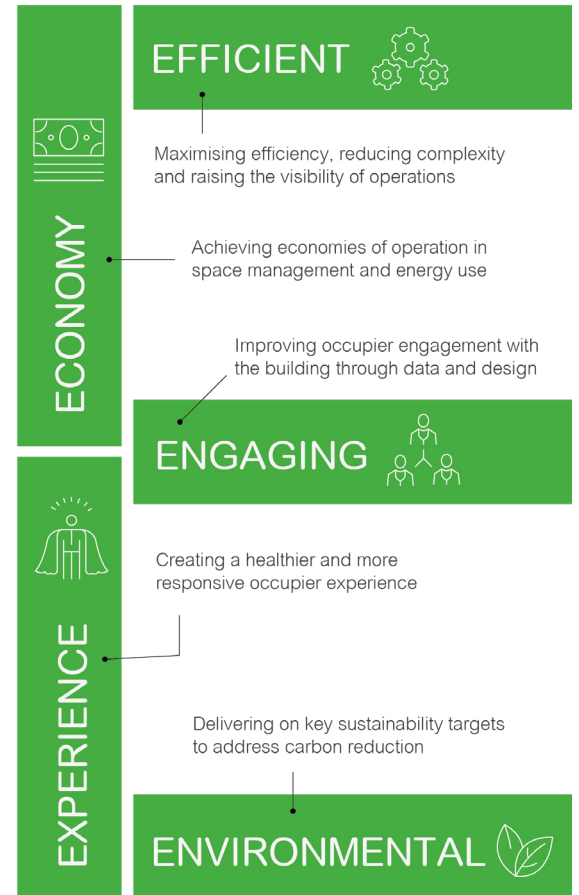 EFFICIENT
Maximising efficiency, reducing complexity
and raising the visibility of operations
ECONOMY
Achieving economies of operation in
space management and energy use
Improving occupier engagement with
the building through data and design
ENGAGING
Creating a healthier and more
responsive occupier experience
EXPERIENCE
Delivering on key sustainability targets
to address carbon reduction
ENVIRONMENTAL